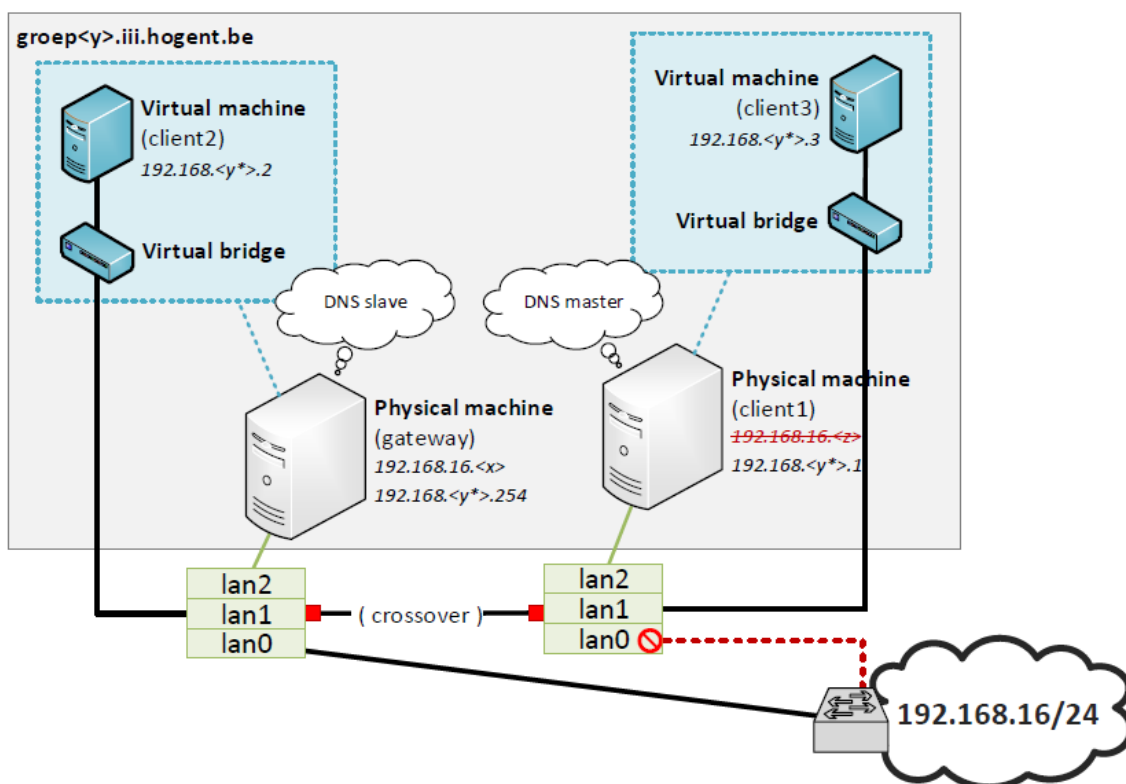 groep<y>.iii.hogent.be
Virtual machine
(client2)
192.168.<y*>.2
Virtual bridge
Virtual machine
(client3)
192.168.<y*>.3
Virtual bridge
DNS slave
DNS master
Physical machine
(gateway)
192.168.16.<x>
192.168.<y*>.254
Physical machine
(client1)
192.168.16.<z>
192.168.<y*>.1
lan2
lan1
lan0
( crossover )
lan2
lan1
lan0
192.168.16/24